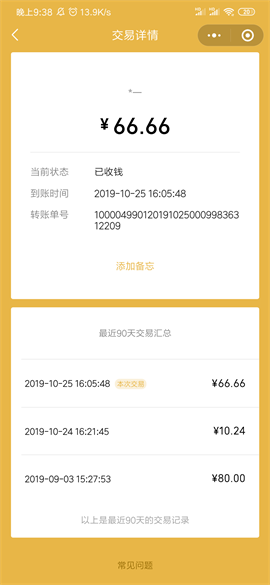 晚上9:38 13.9K/s 20
交易详情
*一
¥66.66
当前状态 已收钱
到账时间 2019-10-25 16:05:48
转账单号 100004990120191025000998363
12209
添加备忘
最近90天交易汇总
2019-10-25 16:05:48 本次交易 ¥66.66
2019-10-24 16:21:45 ¥10.24
2019-09-03 15:27:53 ¥80.00
以上是最近90天的交易记录
常见问题